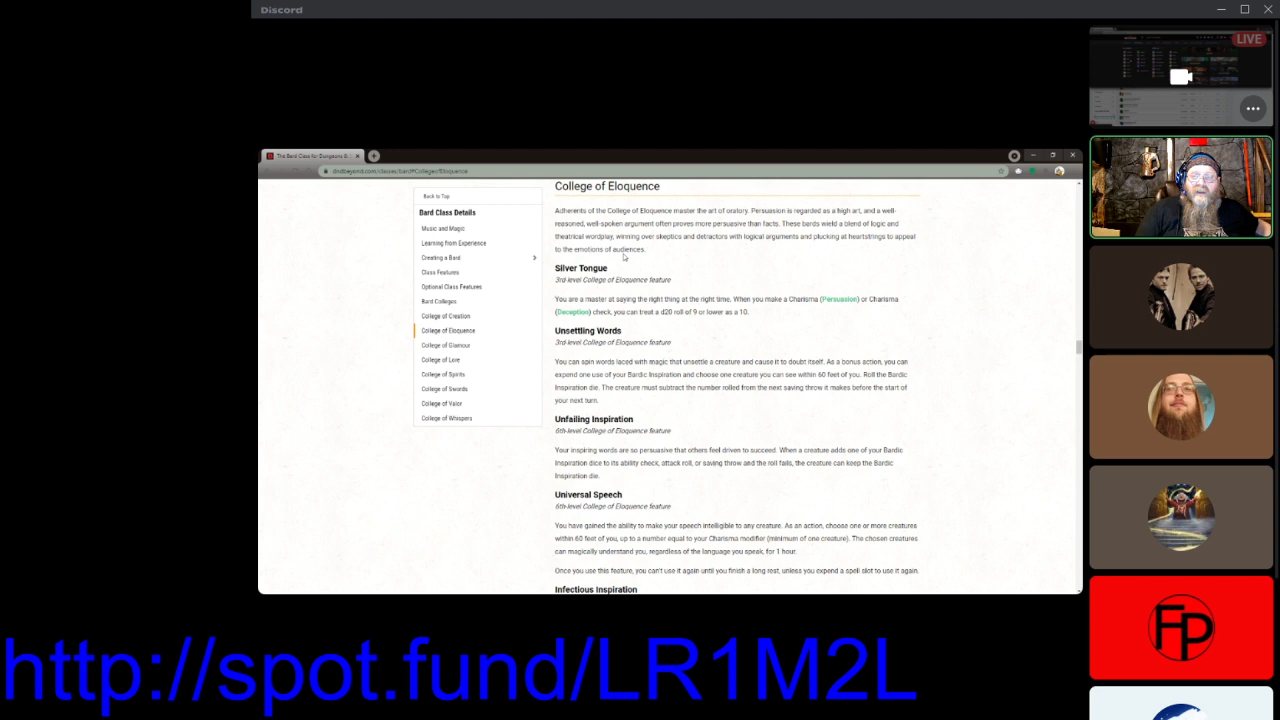 Discord
LIVE
The Bard Class for Dungeons &
dndbeyond.com/classes/bard#CollegeofEloquence
Back to Top
Bard Class Details
Music and Magic
Learning from Experience
Creating a Bard
Class Features
Optional Class Features
Bard Colleges
College of Creation
College of Eloquence
College of Glamour
College of Lore
College of Spirits
College of Swords
College of Valor
College of Whispers
College of Eloquence
Adherents of the College of Eloquence master the art of oratory. Persuasion is regarded as a high art, and a well-
reasoned, well-spoken argument often proves more persuasive than facts. These bards wield a blend of logic and
theatrical wordplay, winning over skeptics and detractors with logical arguments and plucking at heartstrings to appeal
to the emotions of audiences.
Silver Tongue
3rd-level College of Eloquence feature
You are a master at saying the right thing at the right time. When you make a Charisma (Persuasion) or Charisma
(Deception) check, you can treat a d20 roll of 9 or lower as a 10.
Unsettling Words
3rd-level College of Eloquence feature
You can spin words laced with magic that unsettle a creature and cause it to doubt itself. As a bonus action, you can
expend one use of your Bardic Inspiration and choose one creature you can see within 60 feet of you. Roll the Bardic
Inspiration die. The creature must subtract the number rolled from the next saving throw it makes before the start of
your next turn.
Unfailing Inspiration
6th-level College of Eloquence feature
Your inspiring words are so persuasive that others feel driven to succeed. When a creature adds one of your Bardic
Inspiration dice to its ability check, attack roll, or saving throw and the roll fails, the creature can keep the Bardic
Inspiration die.
Universal Speech
6th-level College of Eloquence feature
You have gained the ability to make your speech intelligible to any creature. As an action, choose one or more creatures
within 60 feet of you, up to a number equal to your Charisma modifier (minimum of one creature). The chosen creatures
can magically understand you, regardless of the language you speak, for 1 hour.
Once you use this feature, you can't use it again until you finish a long rest, unless you expend a spell slot to use it again.
Infectious Inspiration
FP
http://spot.fund/LR1M2L